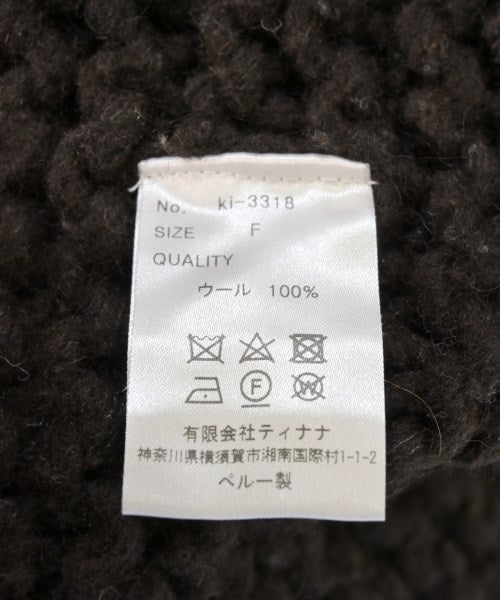 No. ki-3318
SIZE F
QUALITY
ウール 100%
F W
有限会社ティナナ
神奈川県横須賀市湘南国際村1-1-2
ペルー製